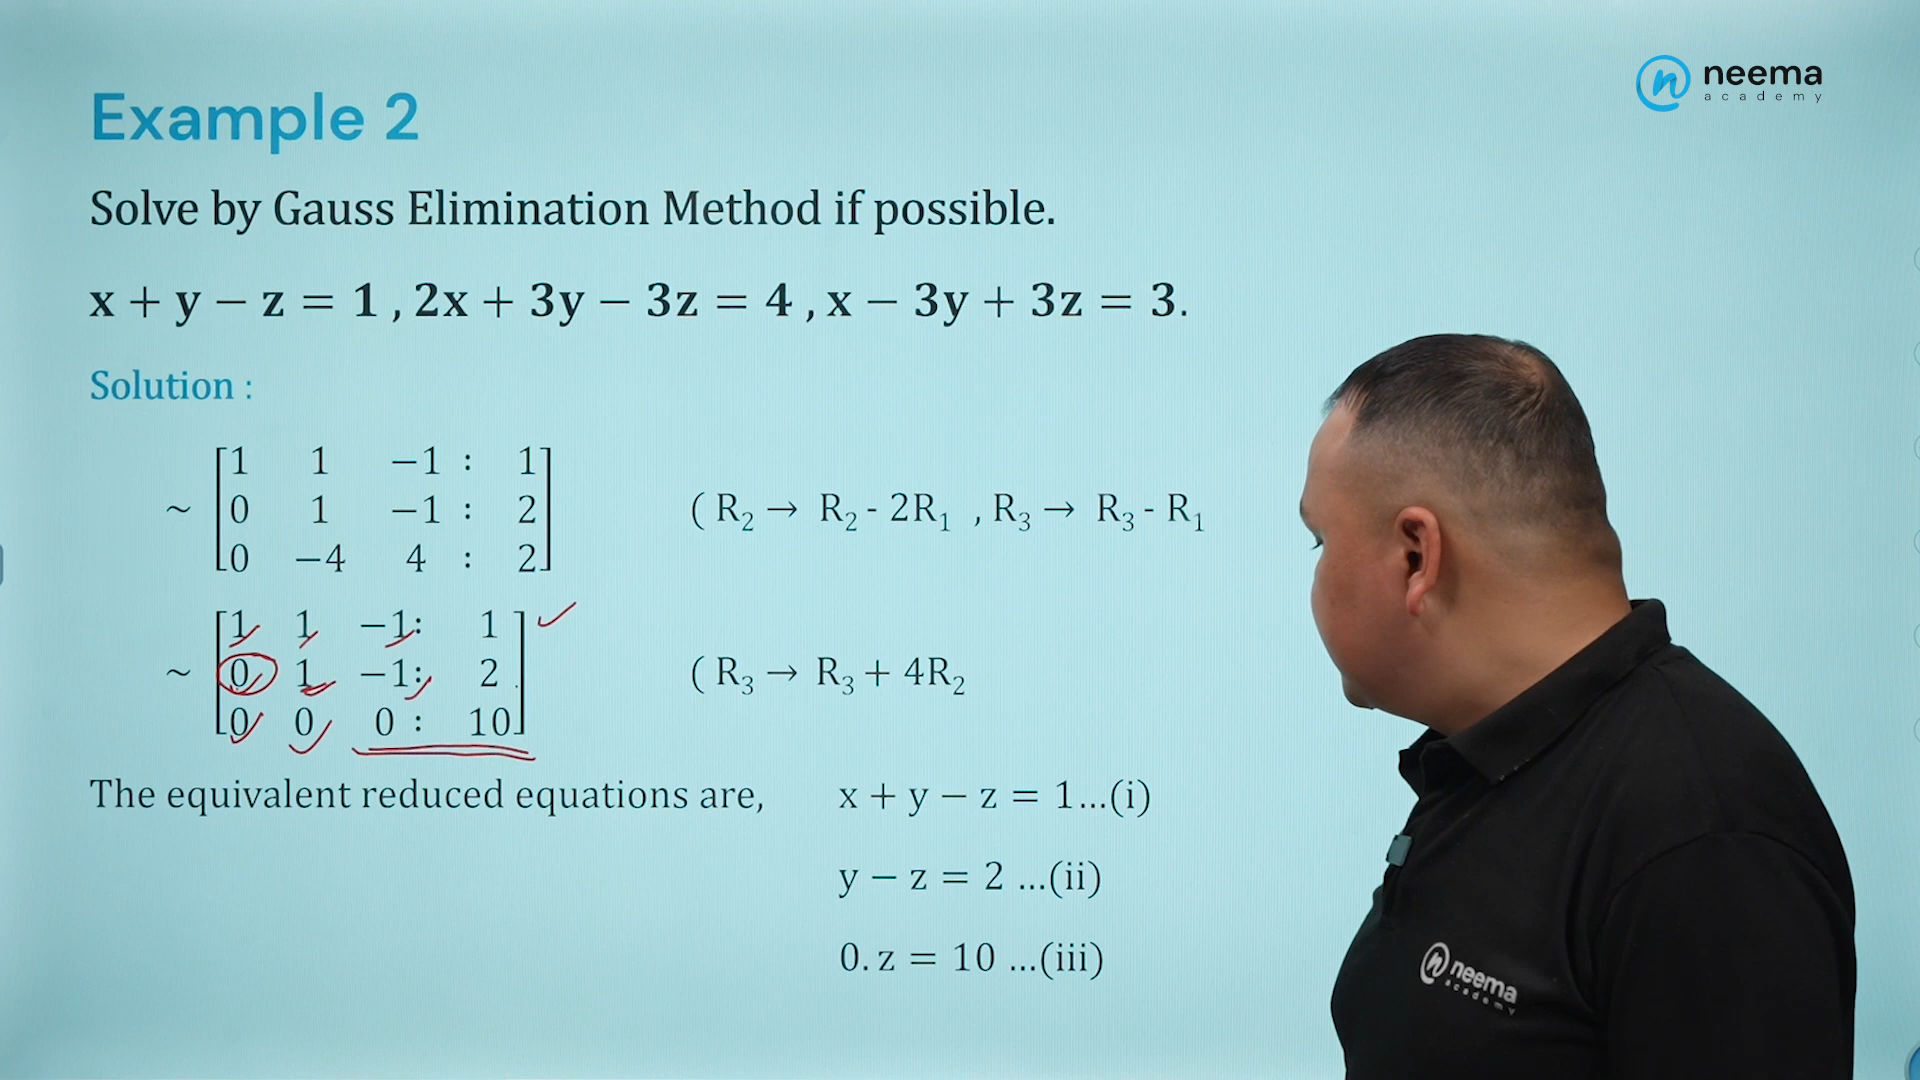 neema
academy
Example 2
Solve by Gauss Elimination Method if possible.
x + y − z = 1 , 2x + 3y − 3z = 4 , x − 3y + 3z = 3.
Solution :
~ [1 1 −1 : 1]
[0 1 −1 : 2] ( R₂ → R₂ - 2R₁ , R₃ → R₃ - R₁
[0 −4 4 : 2]
~ [1 1 −1: 1]
[0 1 −1: 2] ( R₃ → R₃ + 4R₂
[0 0 0 : 10]
The equivalent reduced equations are, x + y − z = 1...(i)
y − z = 2 ...(ii)
0. z = 10 ...(iii)
neema
academy